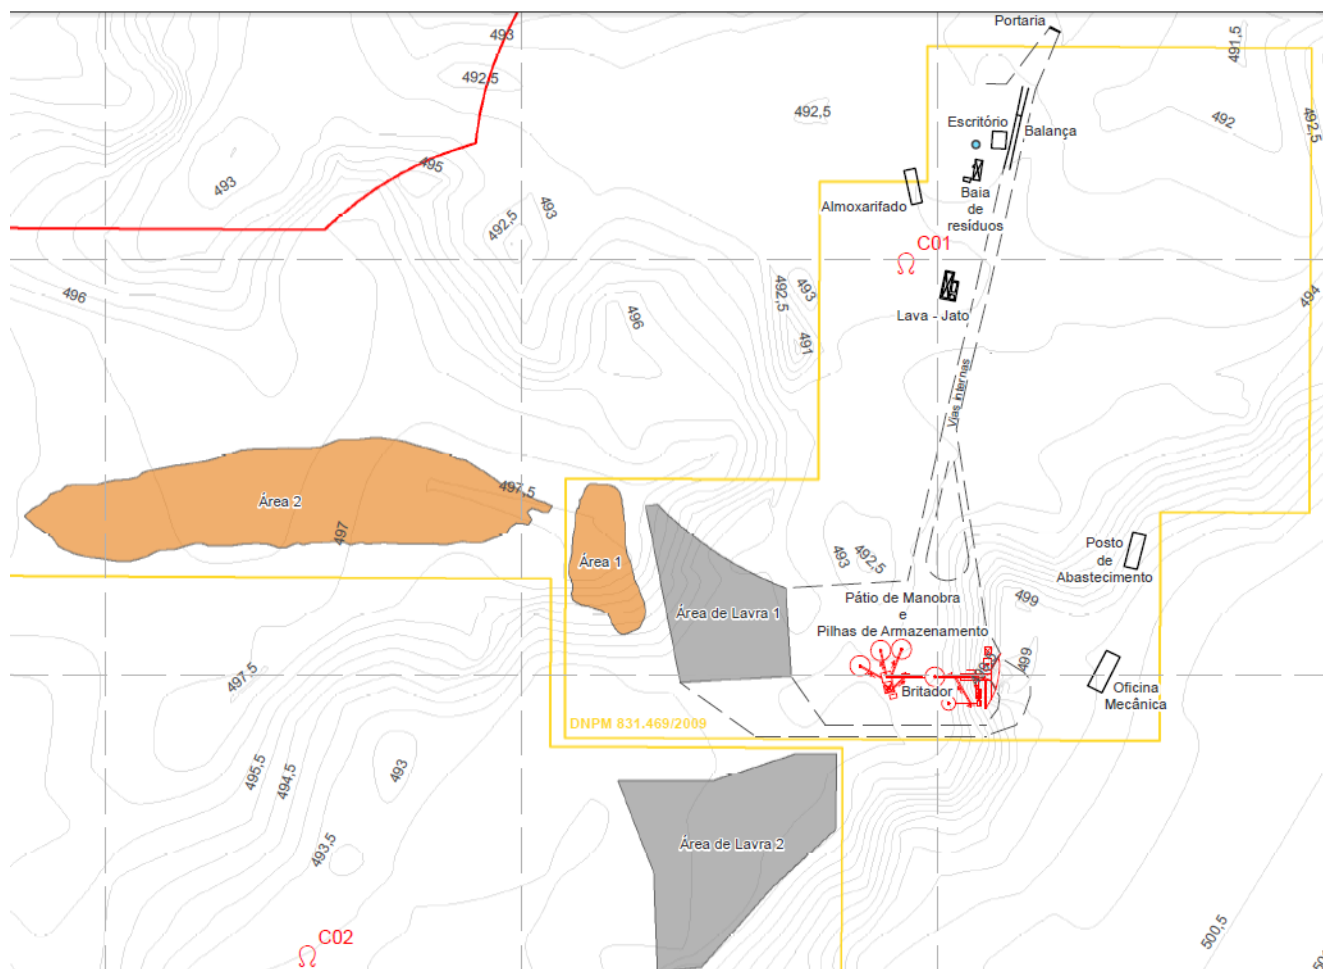 Portaria
493
492,5
491,5
492,5
492
492,5
Escritório
Balança
495
493
Almoxarifado
Baia
de
resíduos
493
492,5
C01
496
492,5
493
494
496
Lava - Jato
491
Vias internas
497,5
Área 2
497
Área 1
493
492,5
Posto
de
Abastecimento
Pátio de Manobra
e
Pilhas de Armazenamento
499
Área de Lavra 1
499
497,5
Britador
Oficina
Mecânica
DNPM 831.469/2009
495,5
494,5
493
Área de Lavra 2
493,5
C02
500,5